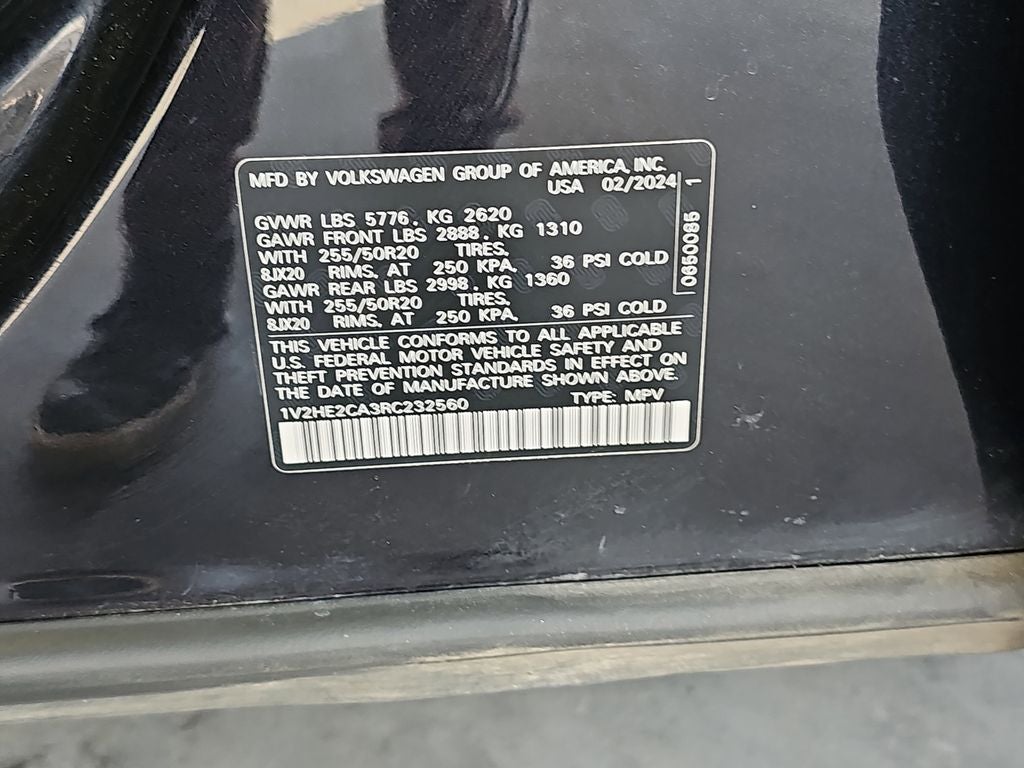 MFD BY VOLKSWAGEN GROUP OF AMERICA, INC.
USA 02/2024
GVWR LBS 5776. KG 2620
GAWR FRONT LBS 2888. KG 1310
WITH 255/50R20 TIRES.
8JX20 RIMS. AT 250 KPA. 36 PSI COLD
GAWR REAR LBS 2998. KG 1360
WITH 255/50R20 TIRES.
8JX20 RIMS. AT 250 KPA. 36 PSI COLD
0650085 1
THIS VEHICLE CONFORMS TO ALL APPLICABLE
U.S. FEDERAL MOTOR VEHICLE SAFETY AND
THEFT PREVENTION STANDARDS IN EFFECT ON
THE DATE OF MANUFACTURE SHOWN ABOVE.
1V2HE2CA3RC232560 TYPE: MPV